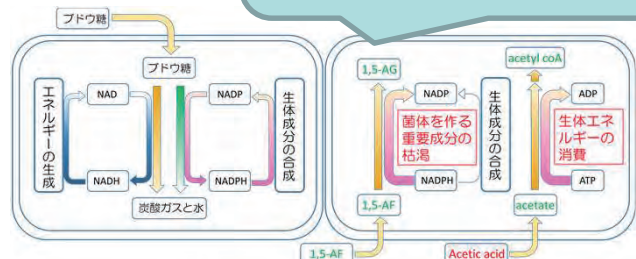 ブドウ糖
ブドウ糖
エネルギーの生成
NAD
NADH
NADP
NADPH
生体成分の合成
炭酸ガスと水
1,5-AG
NADP
菌体を作る
重要成分の
枯渇
NADPH
1,5-AF
生体成分の合成
acetyl coA
ADP
生体エネ
ルギーの
消費
ATP
acetate
1,5-AF
Acetic acid